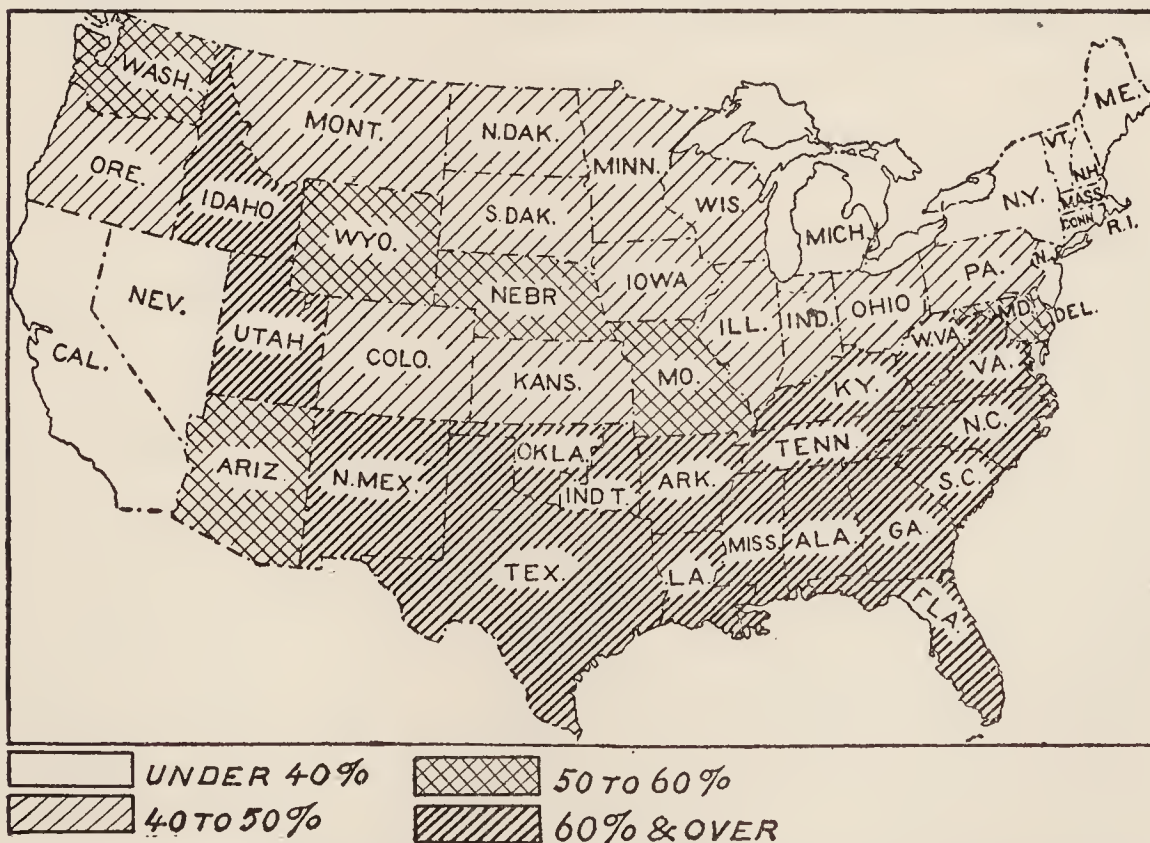 WASH.
MONT.
N.DAK.
MINN.
ME.
VT.
N.H.
ORE.
IDAHO
S.DAK.
WIS.
MICH.
N.Y.
MASS
CONN.
R.I.
WYO.
NEBR
IOWA
PA.
N.
NEV.
UTAH
COLO.
KANS.
MO.
ILL.
IND.
OHIO
W.VA
MD.
DEL.
CAL.
VA.
KY.
ARIZ.
N.MEX.
OKLA.
IND T.
ARK.
TENN.
N.C.
S.C.
TEX.
LA.
MISS.
ALA.
GA.
FLA.
UNDER 40%
50 TO 60%
40 TO 50%
60% & OVER